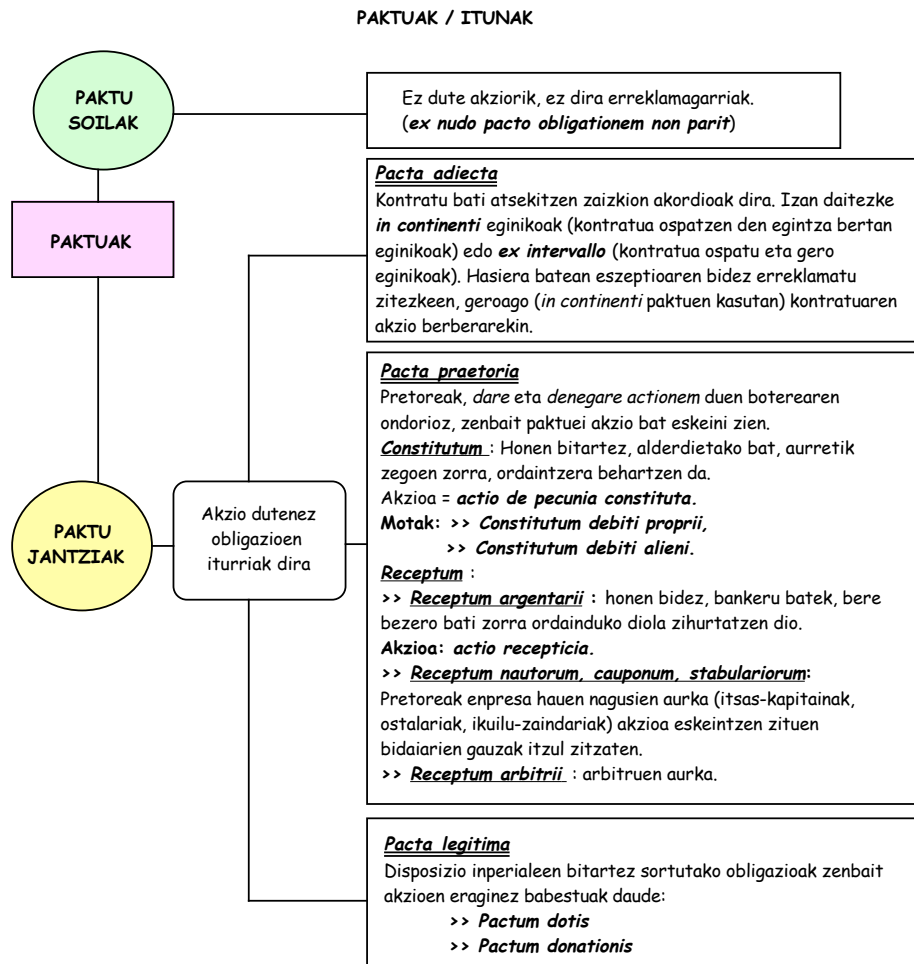 PAKTUAK / ITUNAK
PAKTU
SOILAK
Ez dute akziorik, ez dira erreklamagarriak.
(ex nudo pacto obligationem non parit)
PAKTUAK
Pacta adiecta
Kontratu bati atsekitzen zaizkion akordioak dira. Izan daitezke
in continenti eginikoak (kontratua ospatzen den egintza bertan
eginikoak) edo ex intervallo (kontratua ospatu eta gero
eginikoak). Hasiera batean eszeptioaren bidez erreklamatu
zitezkeen, geroago (in continenti paktuen kasutan) kontratuaren
akzio berberarekin.
PAKTU
JANTZIAK
Akzio dutenez
obligazioen
iturriak dira
Pacta praetoria
Pretoreak, dare eta denegare actionem duen boterearen
ondorioz, zenbait paktuei akzio bat eskeini zien.
Constitutum : Honen bitartez, alderdietako bat, aurretik
zegoen zorra, ordaintzera behartzen da.
Akzioa = actio de pecunia constituta.
Motak: >> Constitutum debiti proprii,
>> Constitutum debiti alieni.
Receptum :
>> Receptum argentarii : honen bidez, bankeru batek, bere
bezero bati zorra ordainduko diola zihurtatzen dio.
Akzioa: actio recepticia.
>> Receptum nautorum, cauponum, stabulariorum:
Pretoreak enpresa hauen nagusien aurka (itsas-kapitainak,
ostalariak, ikuilu-zaindariak) akzioa eskeintzen zituen
bidaiarien gauzak itzul zitzaten.
>> Receptum arbitrii : arbitruen aurka.
Pacta legitima
Disposizio inperialeen bitartez sortutako obligazioak zenbait
akzioen eraginez babestuak daude:
>> Pactum dotis
>> Pactum donationis